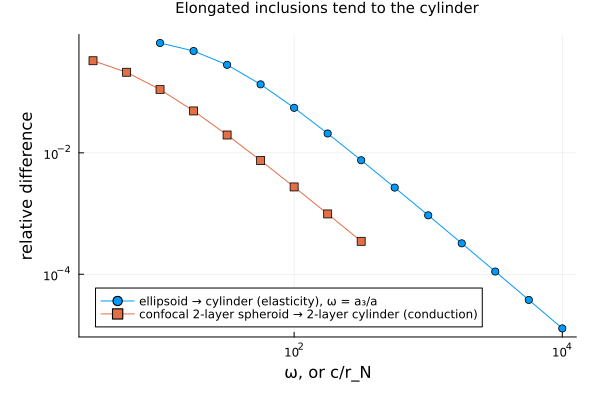 Elongated inclusions tend to the cylinder
relative difference
10⁻²
10⁻⁴
ellipsoid → cylinder (elasticity), ω = a₃/a
confocal 2-layer spheroid → 2-layer cylinder (conduction)
10²
10⁴
ω, or c/r_N